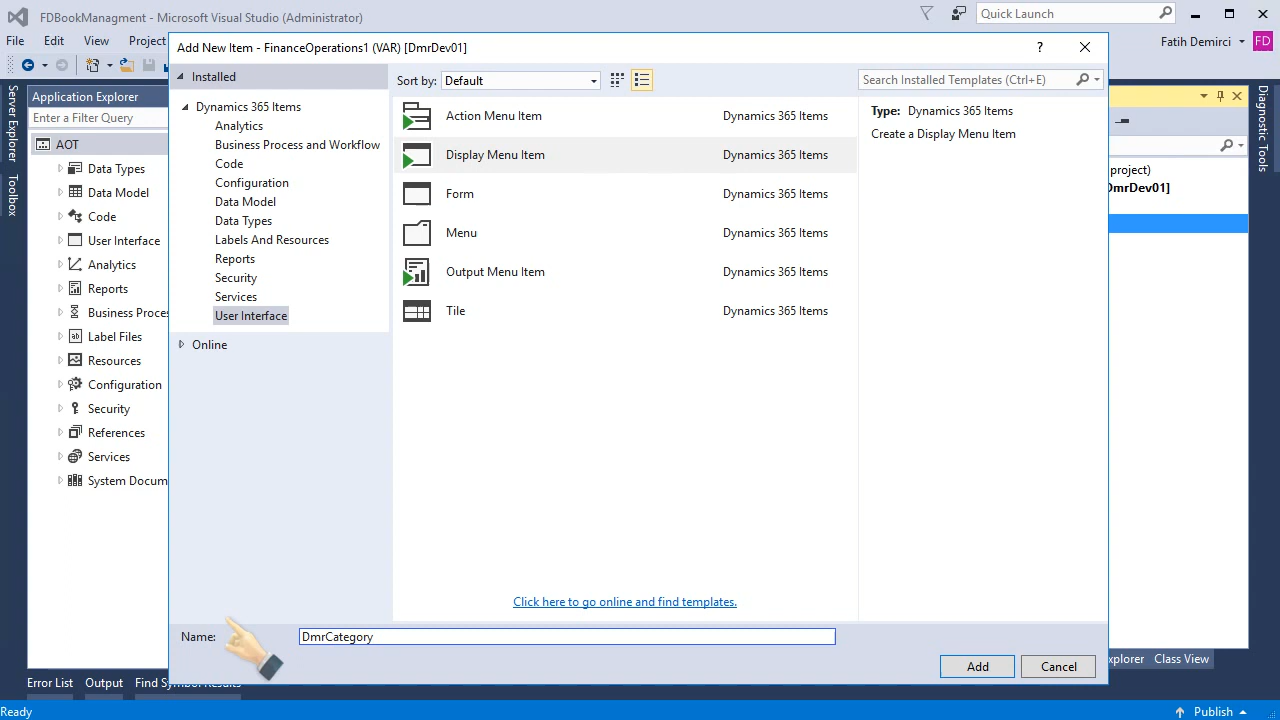 FDBookManagment - Microsoft Visual Studio (Administrator)
Quick Launch
File Edit View Project
Fatih Demirci FD
Add New Item - FinanceOperations1 (VAR) [DmrDev01]
?
Server Explorer
Toolbox
Application Explorer
Enter a Filter Query
AOT
Data Types
Data Model
Code
User Interface
Analytics
Reports
Business Proces
Label Files
Resources
Configuration
Security
References
Services
System Docum
Installed
Dynamics 365 Items
Analytics
Business Process and Workflow
Code
Configuration
Data Model
Data Types
Labels And Resources
Reports
Security
Services
User Interface
Online
Sort by: Default
Search Installed Templates (Ctrl+E)
Action Menu Item Dynamics 365 Items
Display Menu Item Dynamics 365 Items
Form Dynamics 365 Items
Menu Dynamics 365 Items
Output Menu Item Dynamics 365 Items
Tile Dynamics 365 Items
Click here to go online and find templates.
Type: Dynamics 365 Items
Create a Display Menu Item
project)
DmrDev01]
Diagnostic Tools
Name: DmrCategory
Add Cancel
xplorer Class View
Error List Output Find Symbol Results
Ready
Publish